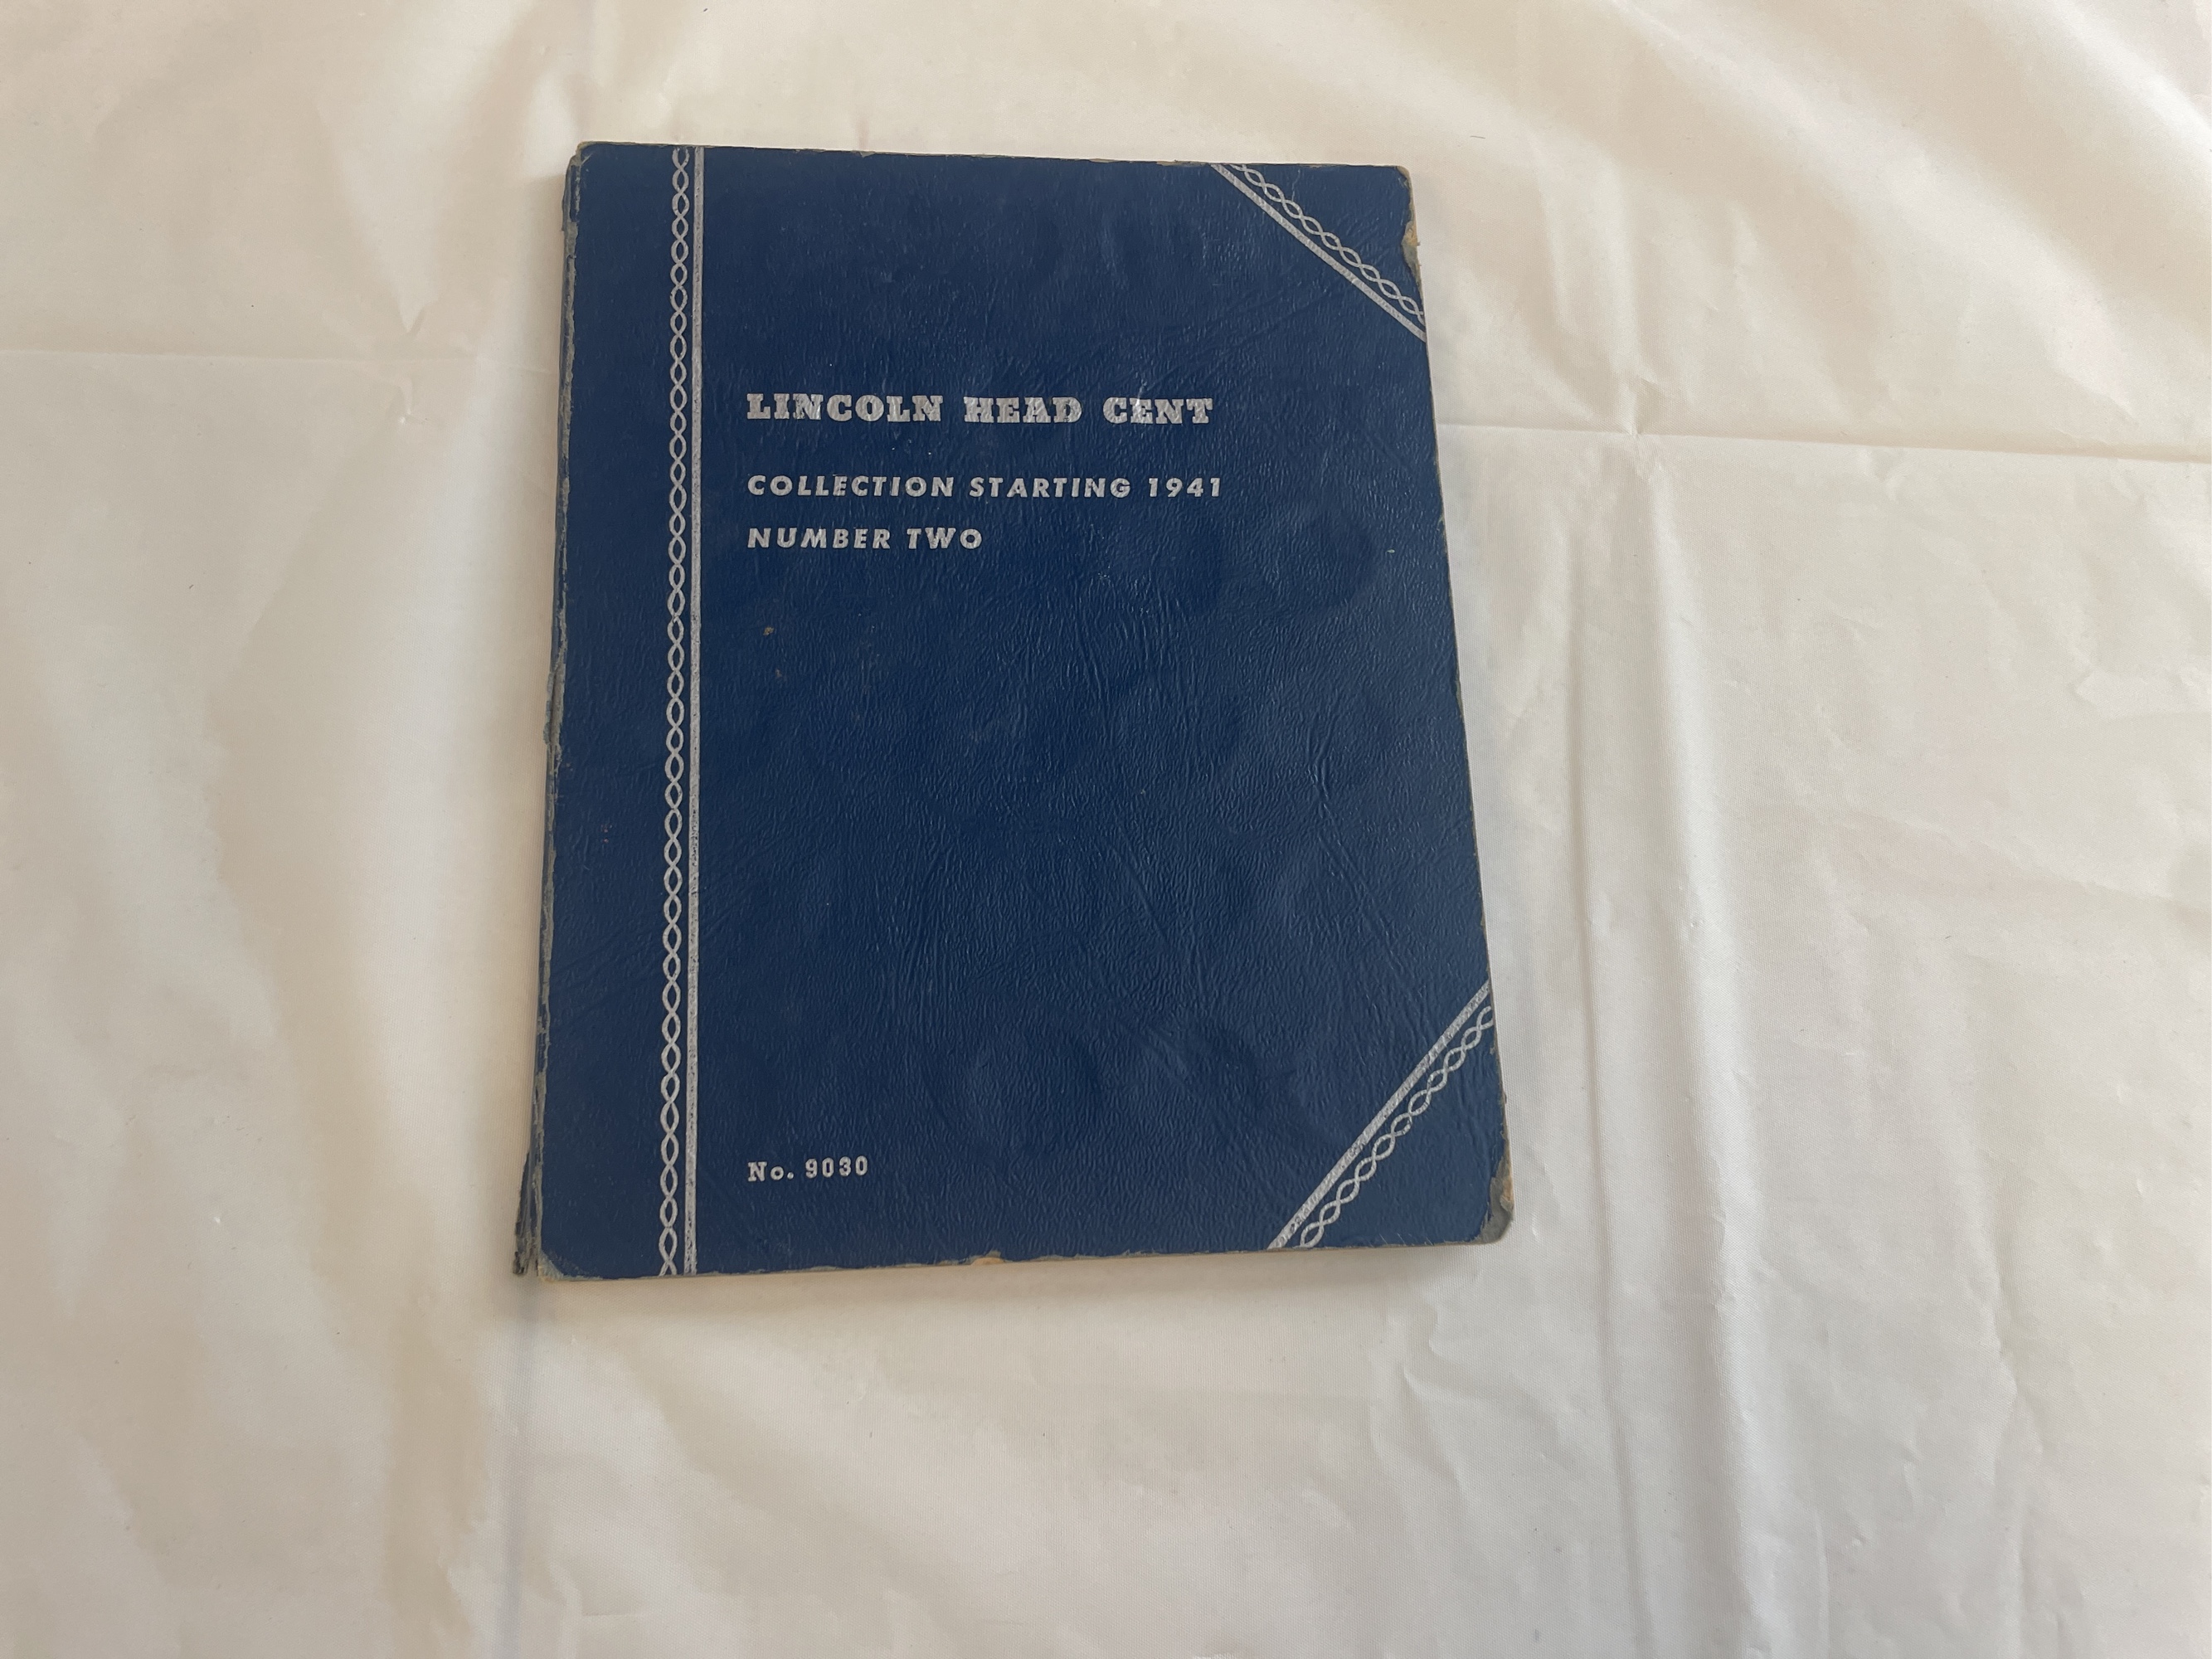 LINCOLN HEAD CENT
COLLECTION STARTING 1941
NUMBER TWO
No. 9030